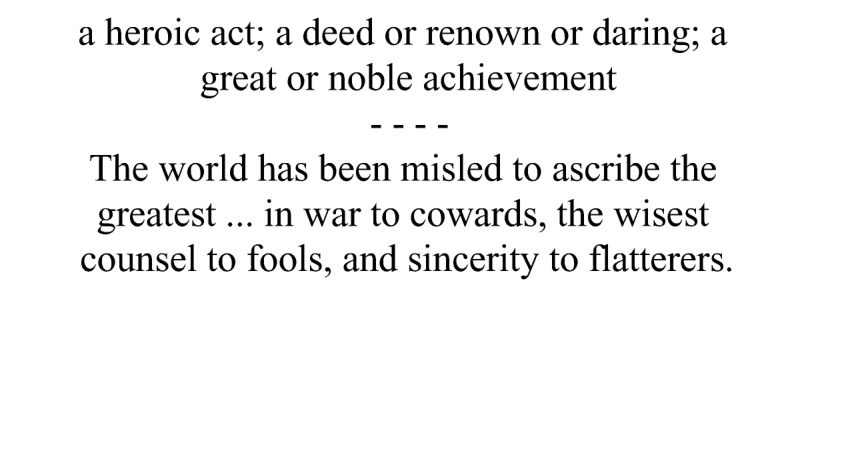 a heroic act; a deed or renown or daring; a
great or noble achievement
- - - -
The world has been misled to ascribe the
greatest ... in war to cowards, the wisest
counsel to fools, and sincerity to flatterers.